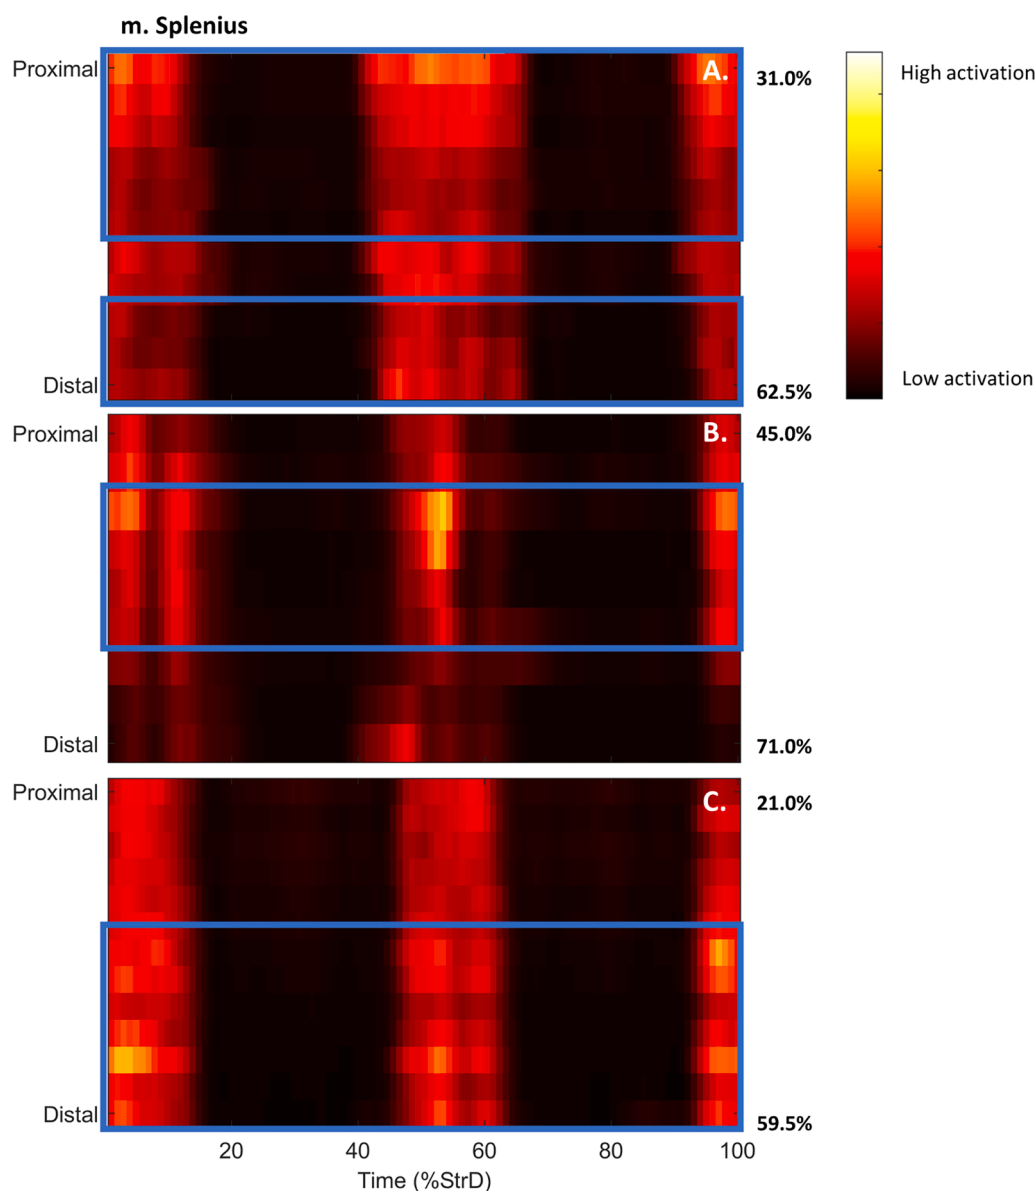 m. Splenius
Proximal
A.
31.0%
High activation
Low activation
Distal
62.5%
Proximal
B.
45.0%
Distal
71.0%
Proximal
C.
21.0%
Distal
59.5%
20 40 60 80 100
Time (%StrD)